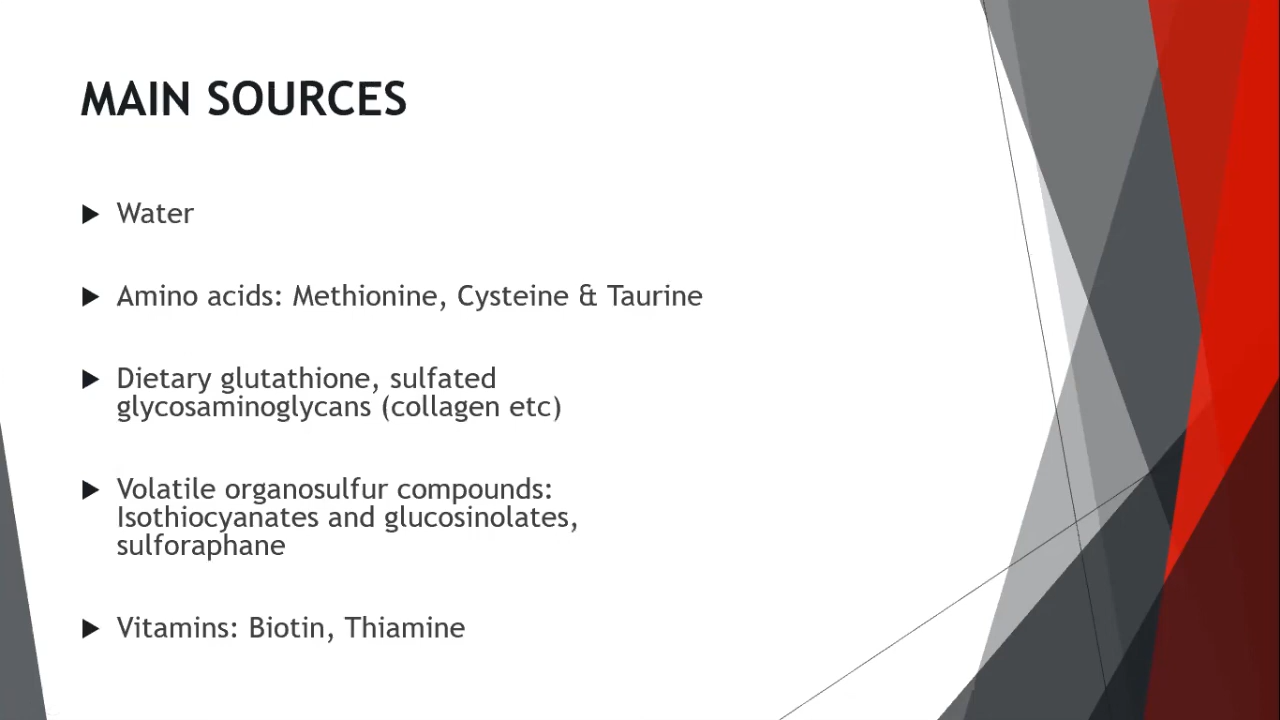 MAIN SOURCES
Water
Amino acids: Methionine, Cysteine & Taurine
Dietary glutathione, sulfated
glycosaminoglycans (collagen etc)
Volatile organosulfur compounds:
Isothiocyanates and glucosinolates,
sulforaphane
Vitamins: Biotin, Thiamine